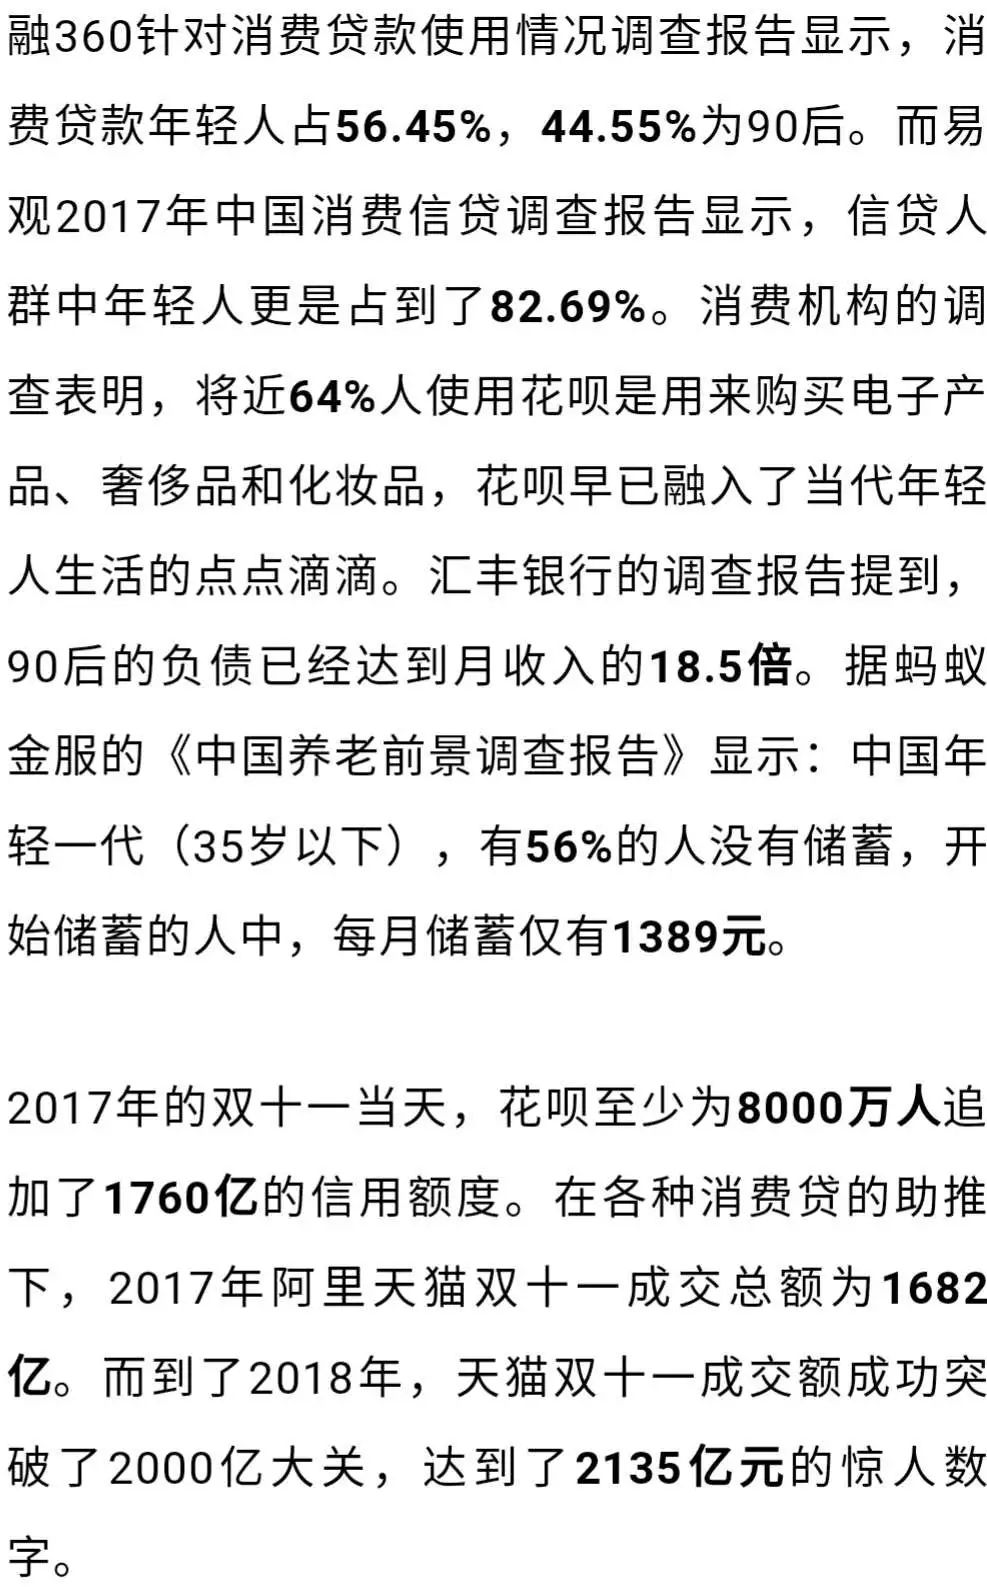 融360针对消费贷款使用情况调查报告显示，消
费贷款年轻人占56.45%，44.55%为90后。而易
观2017年中国消费信贷调查报告显示，信贷人
群中年轻人更是占到了82.69%。消费机构的调
查表明，将近64%人使用花呗是用来购买电子产
品、奢侈品和化妆品，花呗早已融入了当代年轻
人生活的点点滴滴。汇丰银行的调查报告提到，
90后的负债已经达到月收入的18.5倍。据蚂蚁
金服的《中国养老前景调查报告》显示：中国年
轻一代（35岁以下），有56%的人没有储蓄，开
始储蓄的人中，每月储蓄仅有1389元。
2017年的双十一当天，花呗至少为8000万人追
加了1760亿的信用额度。在各种消费贷的助推
下，2017年阿里天猫双十一成交总额为1682
亿。而到了2018年，天猫双十一成交额成功突
破了2000亿大关，达到了2135亿元的惊人数
字。